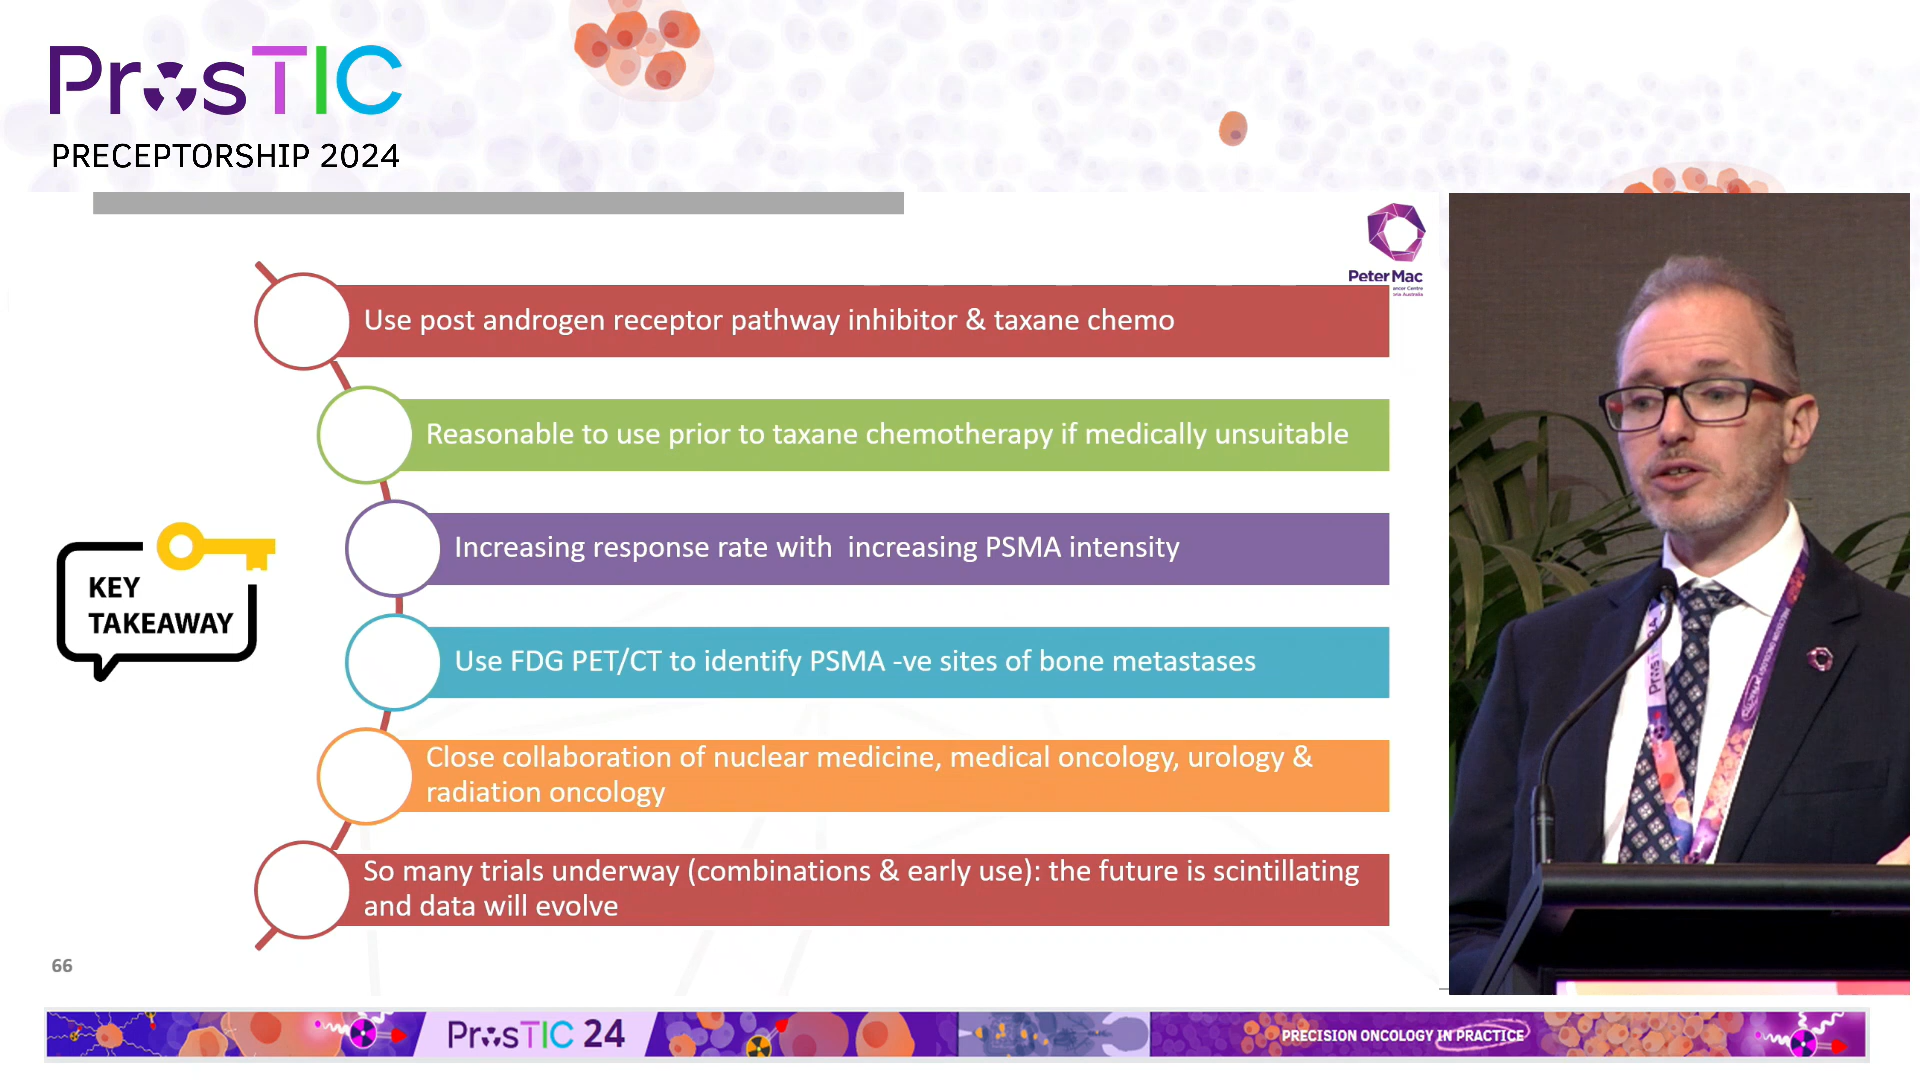 ProsTIC
PRECEPTORSHIP 2024
Peter Mac
Use post androgen receptor pathway inhibitor & taxane chemo
Reasonable to use prior to taxane chemotherapy if medically unsuitable
Increasing response rate with  increasing PSMA intensity
KEY
TAKEAWAY
Use FDG PET/CT to identify PSMA -ve sites of bone metastases
Close collaboration of nuclear medicine, medical oncology, urology &
radiation oncology
So many trials underway (combinations & early use): the future is scintillating
and data will evolve
66
ProsTIC 24
PRECISION ONCOLOGY IN PRACTICE